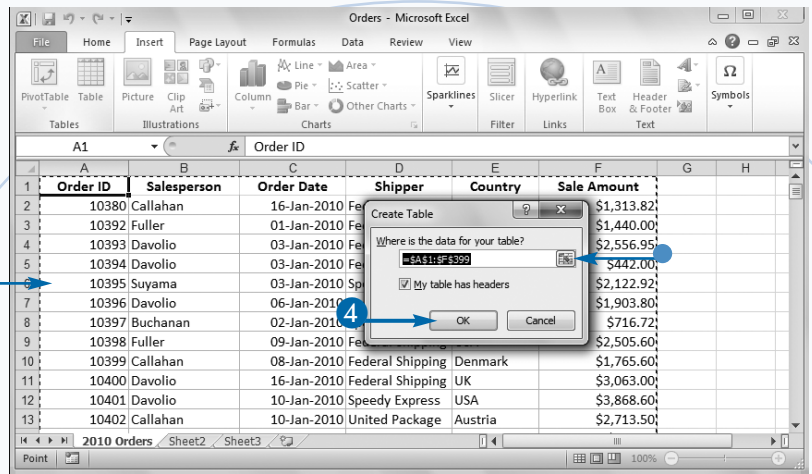 Orders - Microsoft Excel
File Home Insert Page Layout Formulas Data Review View
PivotTable Table Picture Clip Art Column Line Pie Bar Area Scatter Other Charts Sparklines Slicer Hyperlink Text Box Header & Footer Symbols
Tables Illustrations Charts Filter Links Text
A1 fx Order ID
A B C D E F G H
1 Order ID Salesperson Order Date Shipper Country Sale Amount
2 10380 Callahan 16-Jan-2010 Fe $1,313.82
3 10392 Fuller 01-Jan-2010 Fe $1,440.00
4 10393 Davolio 03-Jan-2010 Fe $2,556.95
5 10394 Davolio 03-Jan-2010 Fe $442.00
6 10395 Suyama 03-Jan-2010 Sp $2,122.92
7 10396 Davolio 06-Jan-2010 $1,903.80
8 10397 Buchanan 02-Jan-2010 $716.72
9 10398 Fuller 09-Jan-2010 $2,505.60
10 10399 Callahan 08-Jan-2010 Federal Shipping Denmark $1,765.60
11 10400 Davolio 16-Jan-2010 Federal Shipping UK $3,063.00
12 10401 Davolio 10-Jan-2010 Speedy Express USA $3,868.60
13 10402 Callahan 10-Jan-2010 United Package Austria $2,713.50
Create Table
Where is the data for your table?
=$A$1:$F$399
My table has headers
4
OK Cancel
2010 Orders Sheet2 Sheet3
Point 100%